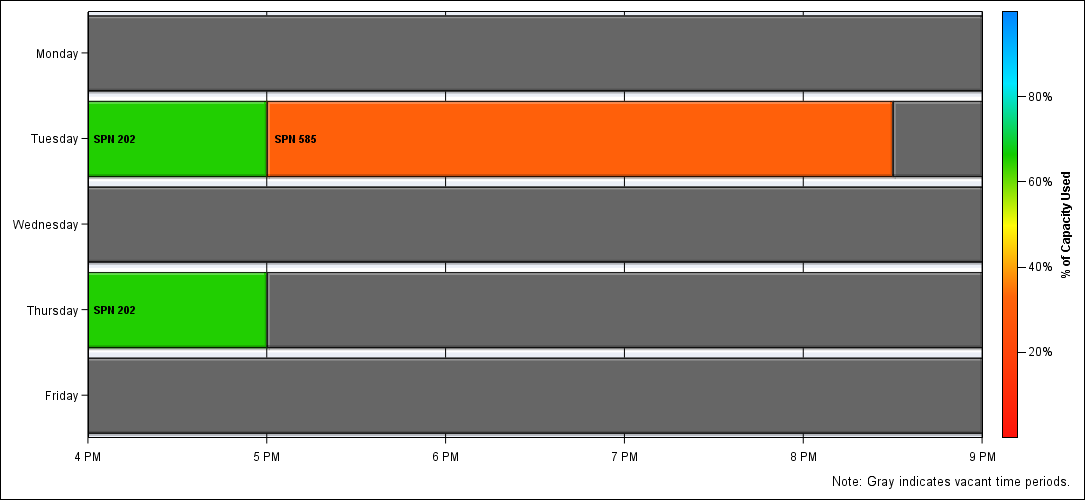 Monday
Tuesday
SPN 202
SPN 585
Wednesday
Thursday
SPN 202
Friday
4 PM
5 PM
6 PM
7 PM
8 PM
9 PM
80%
60%
40%
20%
% of Capacity Used
Note: Gray indicates vacant time periods.